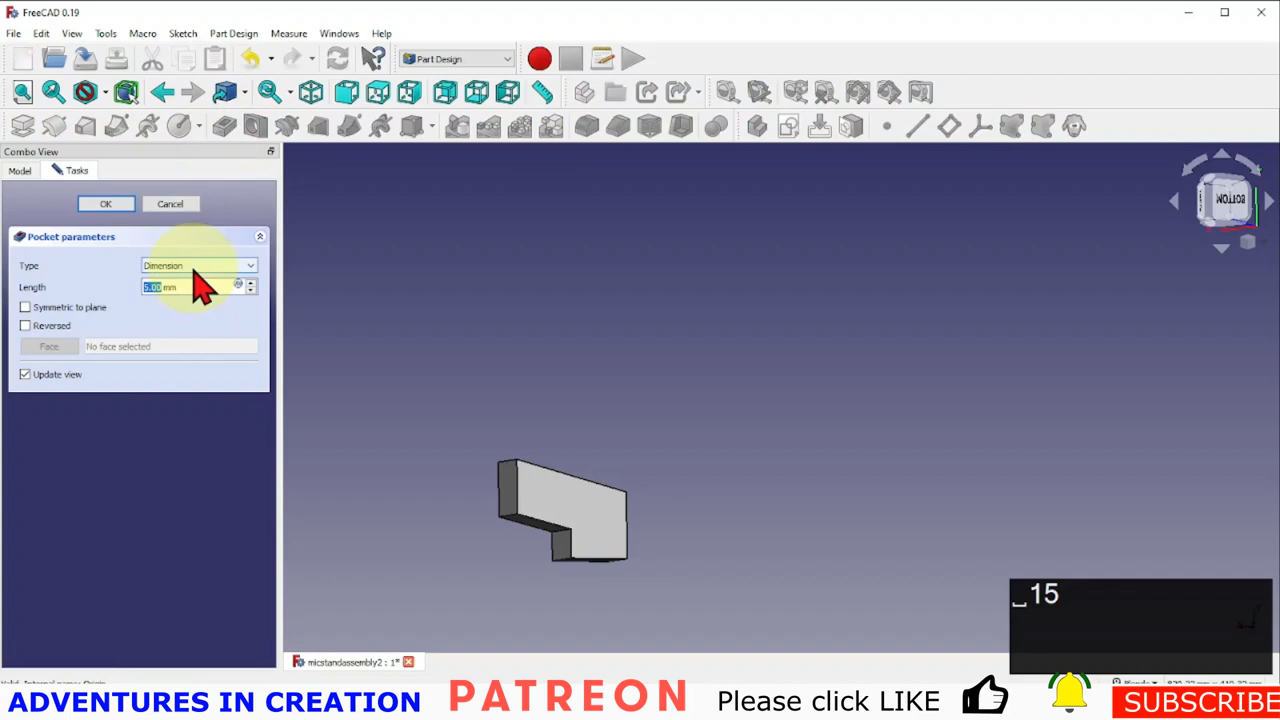 FreeCAD 0.19
File Edit View Tools Macro Sketch Part Design Measure Windows Help
Part Design
Combo View
Model Tasks
BOTTOM
OK Cancel
Pocket parameters
Type Dimension
Length 5.00 mm
Symmetric to plane
Reversed
Face No face selected
Update view
␣15
micstandassembly2 : 1*
ADVENTURES IN CREATION PATREON Please click LIKE SUBSCRIBE